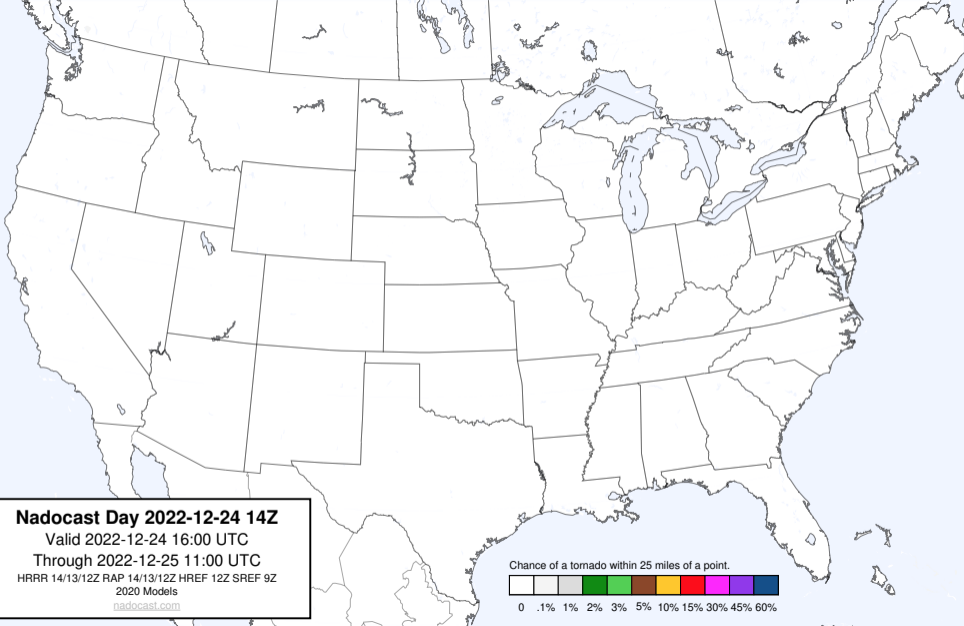 Nadocast Day 2022-12-24 14Z
Valid 2022-12-24 16:00 UTC
Through 2022-12-25 11:00 UTC
HRRR 14/13/12Z RAP 14/13/12Z HREF 12Z SREF 9Z
2020 Models
nadocast.com
Chance of a tornado within 25 miles of a point.
0 .1% 1% 2% 3% 5% 10% 15% 30% 45% 60%